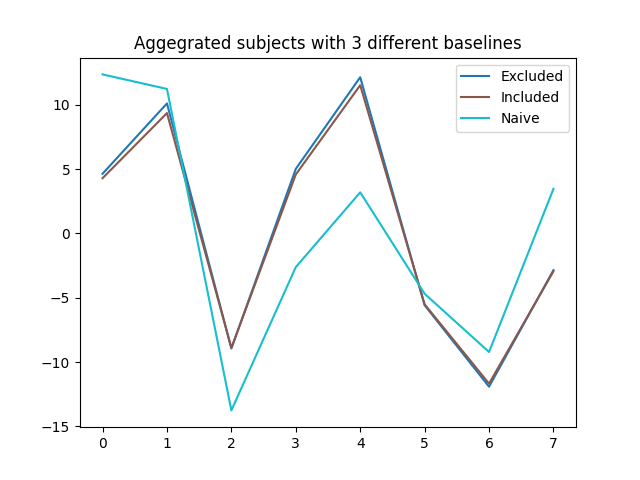 Aggegrated subjects with 3 different baselines
Excluded
Included
Naive
10
5
0
−5
−10
−15
0 1 2 3 4 5 6 7